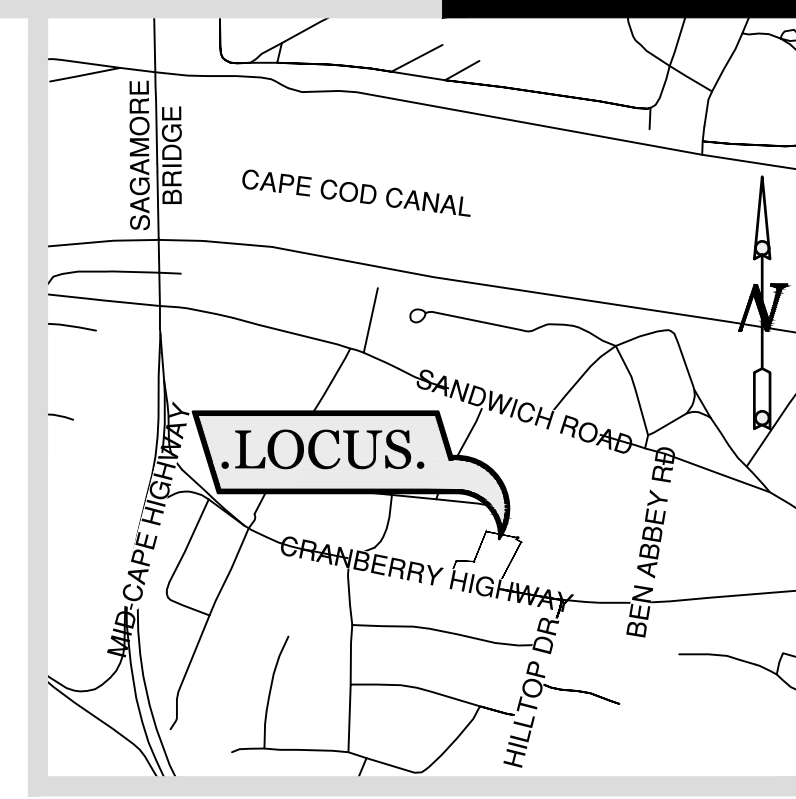 SAGAMORE
BRIDGE
CAPE COD CANAL
N
SANDWICH ROAD
.LOCUS.
MID-CAPE HIGHWAY
BEN ABBEY RD
CRANBERRY HIGHWAY
HILLTOP DR.